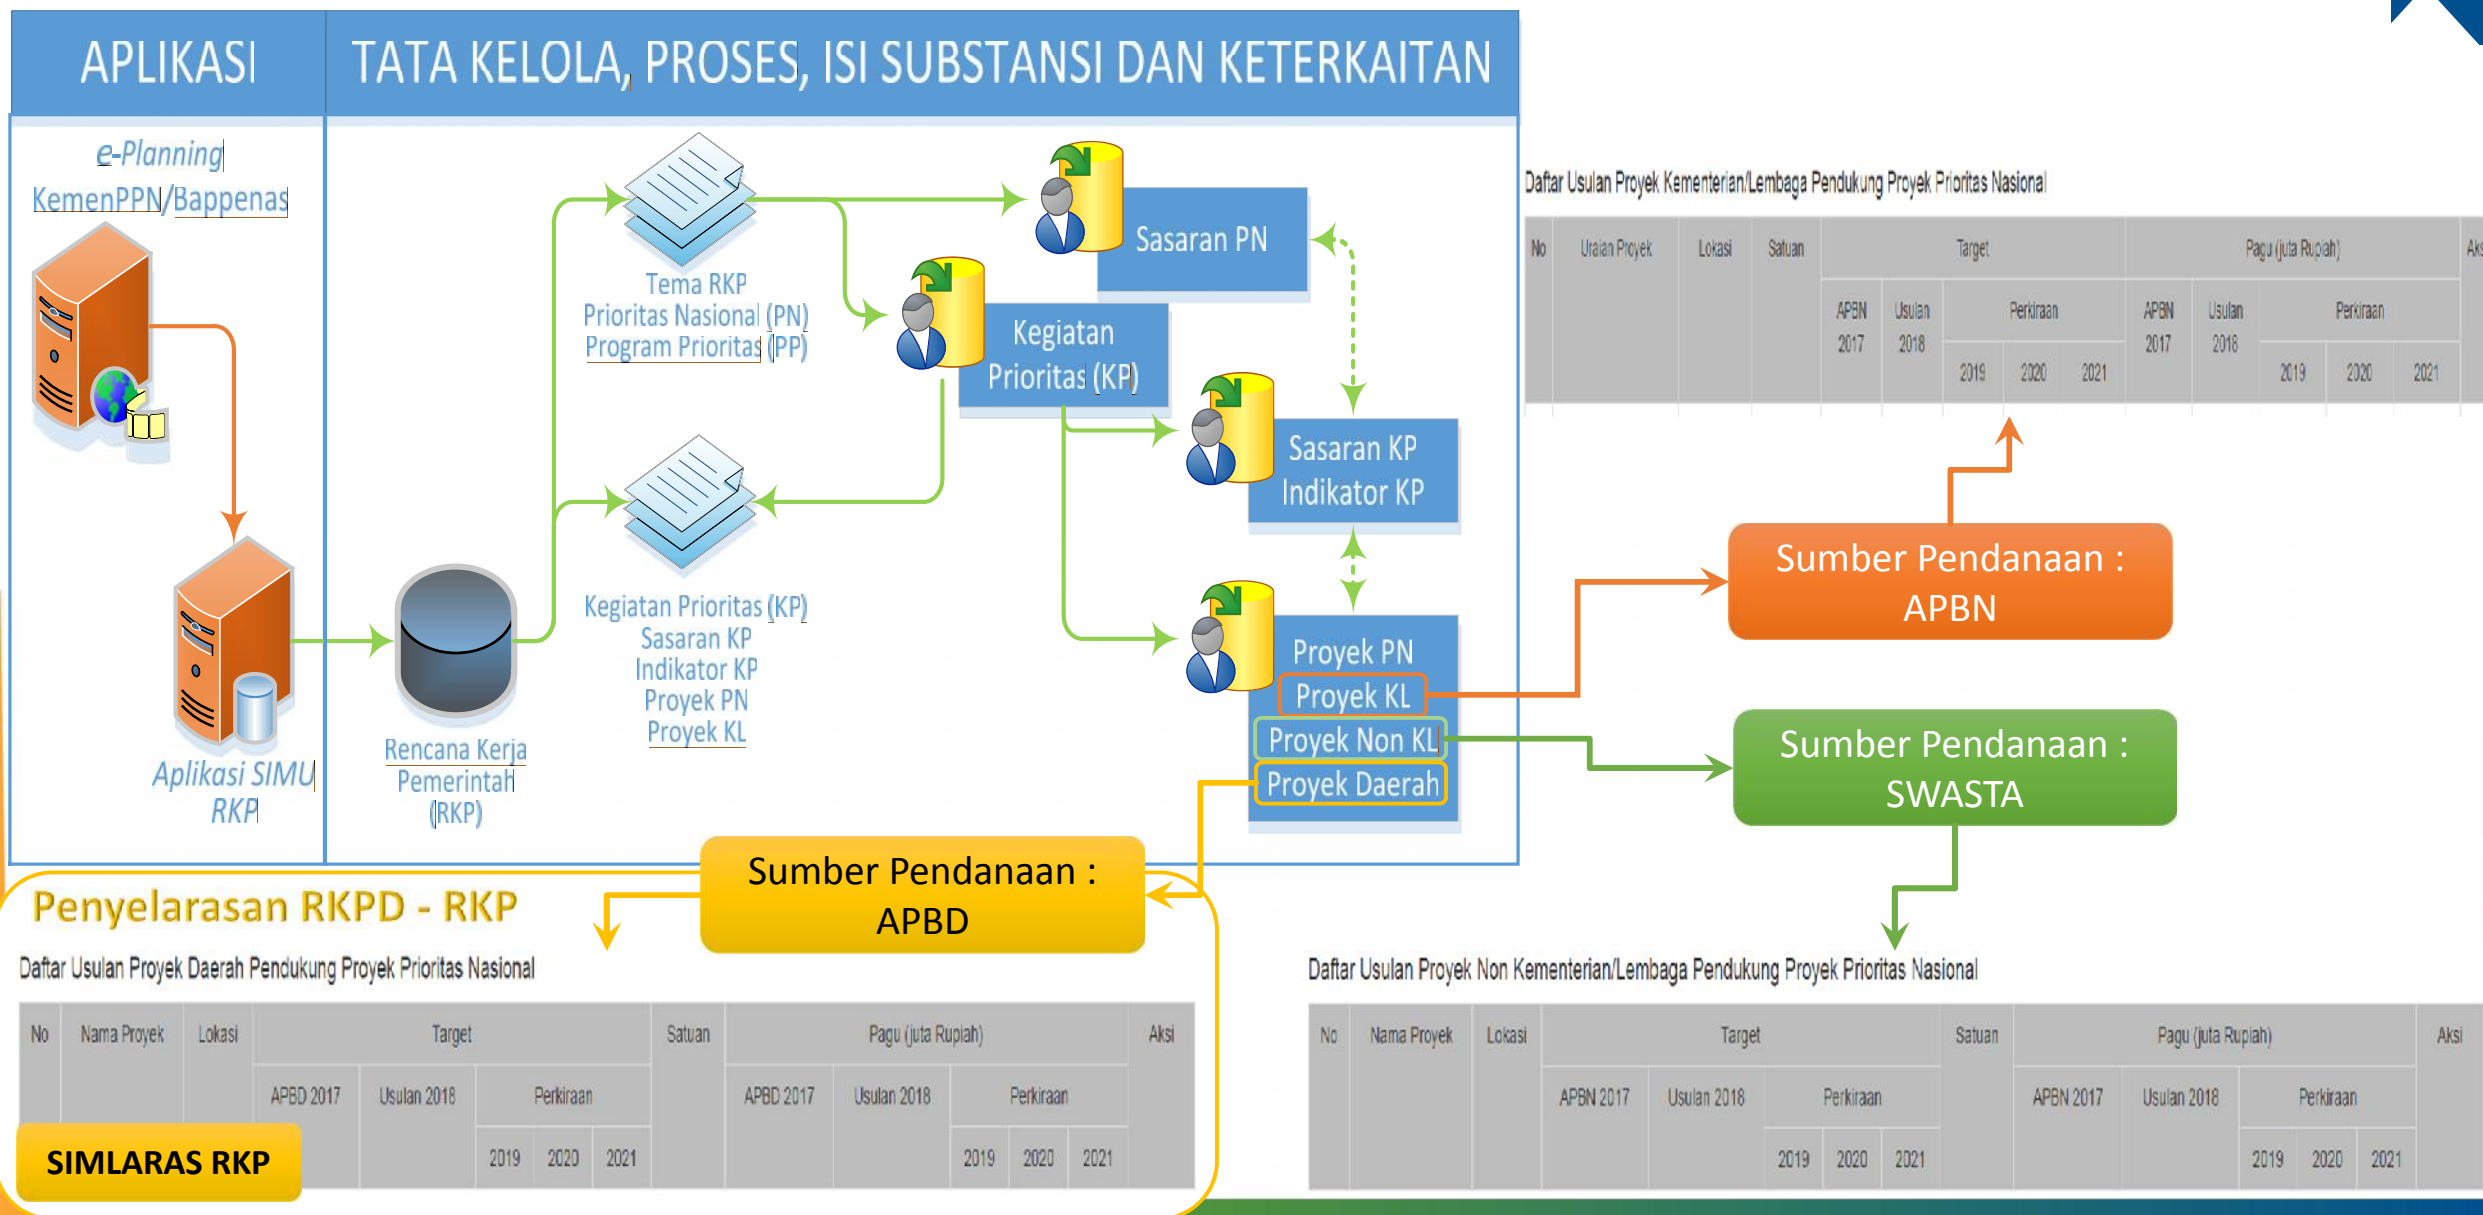 APLIKASI
TATA KELOLA, PROSES, ISI SUBSTANSI DAN KETERKAITAN
e-Planning
KemenPPN/Bappenas
Aplikasi SIMU
RKP
Rencana Kerja
Pemerintah
(RKP)
Tema RKP
Prioritas Nasional (PN)
Program Prioritas (PP)
Kegiatan Prioritas (KP)
Sasaran KP
Indikator KP
Proyek PN
Proyek KL
Sasaran PN
Kegiatan
Prioritas (KP)
Sasaran KP
Indikator KP
Proyek PN
Proyek KL
Proyek Non KL
Proyek Daerah
Daftar Usulan Proyek Kementerian/Lembaga Pendukung Proyek Prioritas Nasional
No Uraian Proyek Lokasi Satuan Target Pagu (juta Rupiah) Aks
APBN 2017 Usulan 2018 Perkiraan APBN 2017 Usulan 2018 Perkiraan
2019 2020 2021 2019 2020 2021
Sumber Pendanaan :
APBN
Sumber Pendanaan :
SWASTA
Sumber Pendanaan :
APBD
Penyelarasan RKPD - RKP
Daftar Usulan Proyek Daerah Pendukung Proyek Prioritas Nasional
No Nama Proyek Lokasi Target Satuan Pagu (juta Rupiah) Aksi
APBD 2017 Usulan 2018 Perkiraan APBD 2017 Usulan 2018 Perkiraan
2019 2020 2021 2019 2020 2021
SIMLARAS RKP
Daftar Usulan Proyek Non Kementerian/Lembaga Pendukung Proyek Prioritas Nasional
No Nama Proyek Lokasi Target Satuan Pagu (juta Rupiah) Aksi
APBN 2017 Usulan 2018 Perkiraan APBN 2017 Usulan 2018 Perkiraan
2019 2020 2021 2019 2020 2021